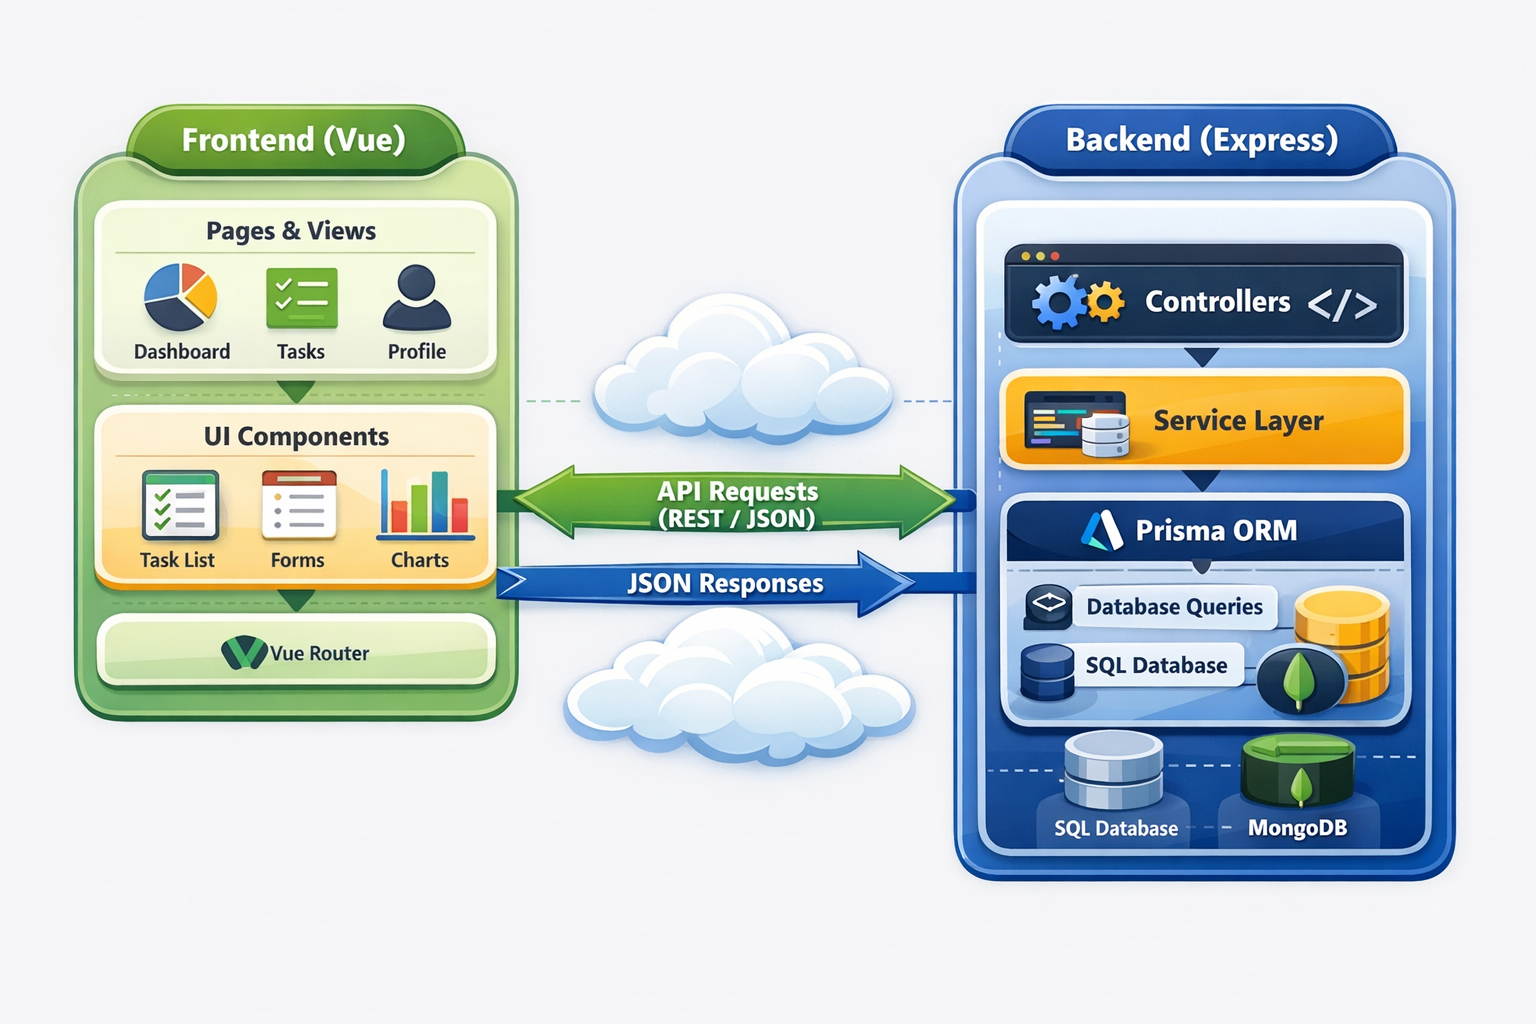 Frontend (Vue)
Pages & Views
Dashboard
Tasks
Profile
UI Components
Task List
Forms
Charts
Vue Router
API Requests
(REST / JSON)
JSON Responses
Backend (Express)
Controllers </>
Service Layer
Prisma ORM
Database Queries
SQL Database
SQL Database
MongoDB